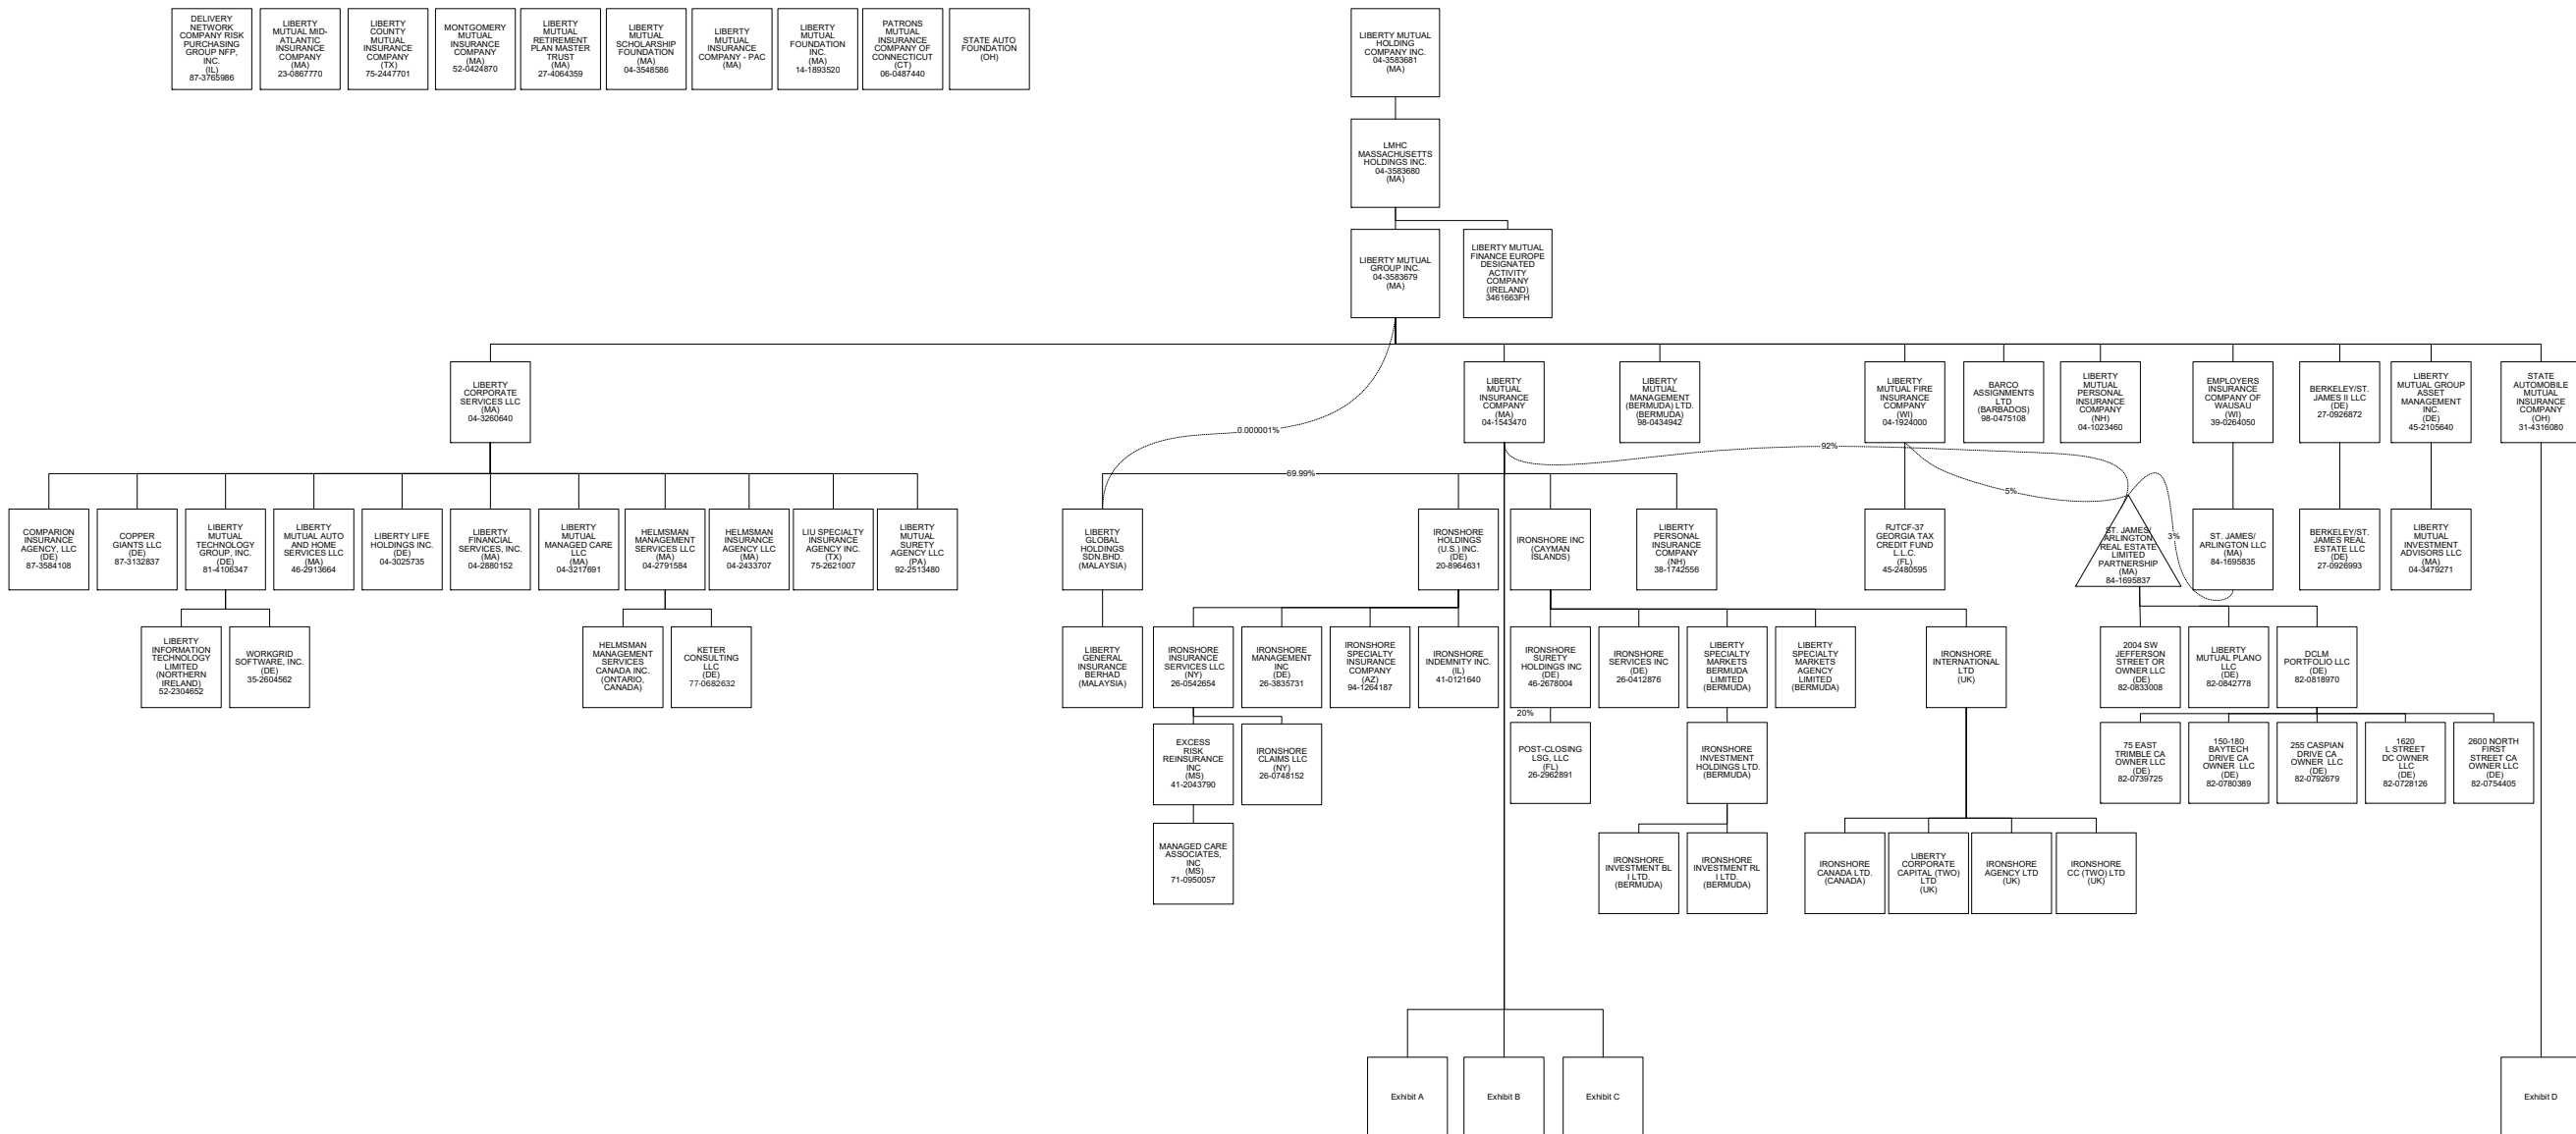 DELIVERY
NETWORK
COMPANY RISK
PURCHASING
GROUP NFP,
INC.
(IL)
87-3765986
LIBERTY
MUTUAL MID-
ATLANTIC
INSURANCE
COMPANY
(MA)
23-0867770
LIBERTY
COUNTY
MUTUAL
INSURANCE
COMPANY
(TX)
75-2447701
MONTGOMERY
MUTUAL
INSURANCE
COMPANY
(MA)
52-0424870
LIBERTY
MUTUAL
RETIREMENT
PLAN MASTER
TRUST
(MA)
27-4064359
LIBERTY
MUTUAL
SCHOLARSHIP
FOUNDATION
(MA)
04-3548586
LIBERTY
MUTUAL
INSURANCE
COMPANY - PAC
(MA)
LIBERTY
MUTUAL
FOUNDATION
INC.
(MA)
14-1893520
PATRONS
MUTUAL
INSURANCE
COMPANY OF
CONNECTICUT
(CT)
06-0487440
STATE AUTO
FOUNDATION
(OH)
LIBERTY MUTUAL
HOLDING
COMPANY INC.
04-3583681
(MA)
LMHC
MASSACHUSETTS
HOLDINGS INC.
04-3583680
(MA)
LIBERTY MUTUAL
GROUP INC.
04-3583679
(MA)
LIBERTY MUTUAL
FINANCE EUROPE
DESIGNATED
ACTIVITY
COMPANY
(IRELAND)
3461663FH
LIBERTY
CORPORATE
SERVICES LLC
(MA)
04-3260640
0.000001%
LIBERTY
MUTUAL
INSURANCE
COMPANY
(MA)
04-1543470
LIBERTY
MUTUAL
MANAGEMENT
(BERMUDA) LTD.
(BERMUDA)
98-0434942
LIBERTY
MUTUAL FIRE
INSURANCE
COMPANY
(WI)
04-1924000
BARCO
ASSIGNMENTS
LTD
(BARBADOS)
98-0475108
LIBERTY
MUTUAL
PERSONAL
INSURANCE
COMPANY
(NH)
04-1023460
EMPLOYERS
INSURANCE
COMPANY OF
WAUSAU
(WI)
39-0264050
BERKELEY/ST.
JAMES II LLC
(DE)
27-0926872
LIBERTY
MUTUAL GROUP
ASSET
MANAGEMENT
INC.
(DE)
45-2105640
STATE
AUTOMOBILE
MUTUAL
INSURANCE
COMPANY
(OH)
31-4316080
92%
69.99%
5%
3%
COMPARION
INSURANCE
AGENCY, LLC
(DE)
87-3584108
COPPER
GIANTS LLC
(DE)
87-3132837
LIBERTY
MUTUAL
TECHNOLOGY
GROUP, INC.
(DE)
81-4106347
LIBERTY
MUTUAL AUTO
AND HOME
SERVICES LLC
(MA)
46-2913664
LIBERTY LIFE
HOLDINGS INC.
(DE)
04-3025735
LIBERTY
FINANCIAL
SERVICES, INC.
(MA)
04-2880152
LIBERTY
MUTUAL
MANAGED CARE
LLC
(MA)
04-3217691
HELMSMAN
MANAGEMENT
SERVICES LLC
(MA)
04-2791584
HELMSMAN
INSURANCE
AGENCY LLC
(MA)
04-2433707
LIU SPECIALTY
INSURANCE
AGENCY INC.
(TX)
75-2621007
LIBERTY
MUTUAL
SURETY
AGENCY LLC
(PA)
92-2513480
LIBERTY
GLOBAL
HOLDINGS
SDN.BHD.
(MALAYSIA)
IRONSHORE
HOLDINGS
(U.S.) INC.
(DE)
20-8964631
IRONSHORE INC
(CAYMAN
ISLANDS)
LIBERTY
PERSONAL
INSURANCE
COMPANY
(NH)
38-1742556
RJTCF-37
GEORGIA TAX
CREDIT FUND
L.L.C.
(FL)
45-2480595
ST. JAMES/
ARLINGTON
REAL ESTATE
LIMITED
PARTNERSHIP
(MA)
84-1695837
ST. JAMES/
ARLINGTON LLC
(MA)
84-1695835
BERKELEY/ST.
JAMES REAL
ESTATE LLC
(DE)
27-0926993
LIBERTY
MUTUAL
INVESTMENT
ADVISORS LLC
(MA)
04-3479271
LIBERTY
INFORMATION
TECHNOLOGY
LIMITED
(NORTHERN
IRELAND)
52-2304652
WORKGRID
SOFTWARE, INC.
(DE)
35-2604562
HELMSMAN
MANAGEMENT
SERVICES
CANADA INC.
(ONTARIO,
CANADA)
KETER
CONSULTING
LLC
(DE)
77-0682632
LIBERTY
GENERAL
INSURANCE
BERHAD
(MALAYSIA)
IRONSHORE
INSURANCE
SERVICES LLC
(NY)
26-0542654
IRONSHORE
MANAGEMENT
INC
(DE)
26-3835731
IRONSHORE
SPECIALTY
INSURANCE
COMPANY
(AZ)
94-1264187
IRONSHORE
INDEMNITY INC.
(IL)
41-0121640
IRONSHORE
SURETY
HOLDINGS INC
(DE)
46-2678004
IRONSHORE
SERVICES INC
(DE)
26-0412876
LIBERTY
SPECIALTY
MARKETS
BERMUDA
LIMITED
(BERMUDA)
LIBERTY
SPECIALTY
MARKETS
AGENCY
LIMITED
(BERMUDA)
IRONSHORE
INTERNATIONAL
LTD
(UK)
2004 SW
JEFFERSON
STREET OR
OWNER LLC
(DE)
82-0833008
LIBERTY
MUTUAL PLANO
LLC
(DE)
82-0842778
DCLM
PORTFOLIO LLC
(DE)
82-0818970
20%
EXCESS
RISK
REINSURANCE
INC
(MS)
41-2043790
IRONSHORE
CLAIMS LLC
(NY)
26-0748152
POST-CLOSING
LSG, LLC
(FL)
26-2962891
IRONSHORE
INVESTMENT
HOLDINGS LTD.
(BERMUDA)
75 EAST
TRIMBLE CA
OWNER LLC
(DE)
82-0739725
150-180
BAYTECH
DRIVE CA
OWNER LLC
(DE)
82-0780389
255 CASPIAN
DRIVE CA
OWNER LLC
(DE)
82-0792679
1620
L STREET
DC OWNER
LLC
(DE)
82-0728126
2600 NORTH
FIRST
STREET CA
OWNER LLC
(DE)
82-0754405
MANAGED CARE
ASSOCIATES,
INC
(MS)
71-0950057
IRONSHORE
INVESTMENT BL
I LTD.
(BERMUDA)
IRONSHORE
INVESTMENT RL
I LTD.
(BERMUDA)
IRONSHORE
CANADA LTD.
(CANADA)
LIBERTY
CORPORATE
CAPITAL (TWO)
LTD
(UK)
IRONSHORE
AGENCY LTD
(UK)
IRONSHORE
CC (TWO) LTD
(UK)
Exhibit A
Exhibit B
Exhibit C
Exhibit D